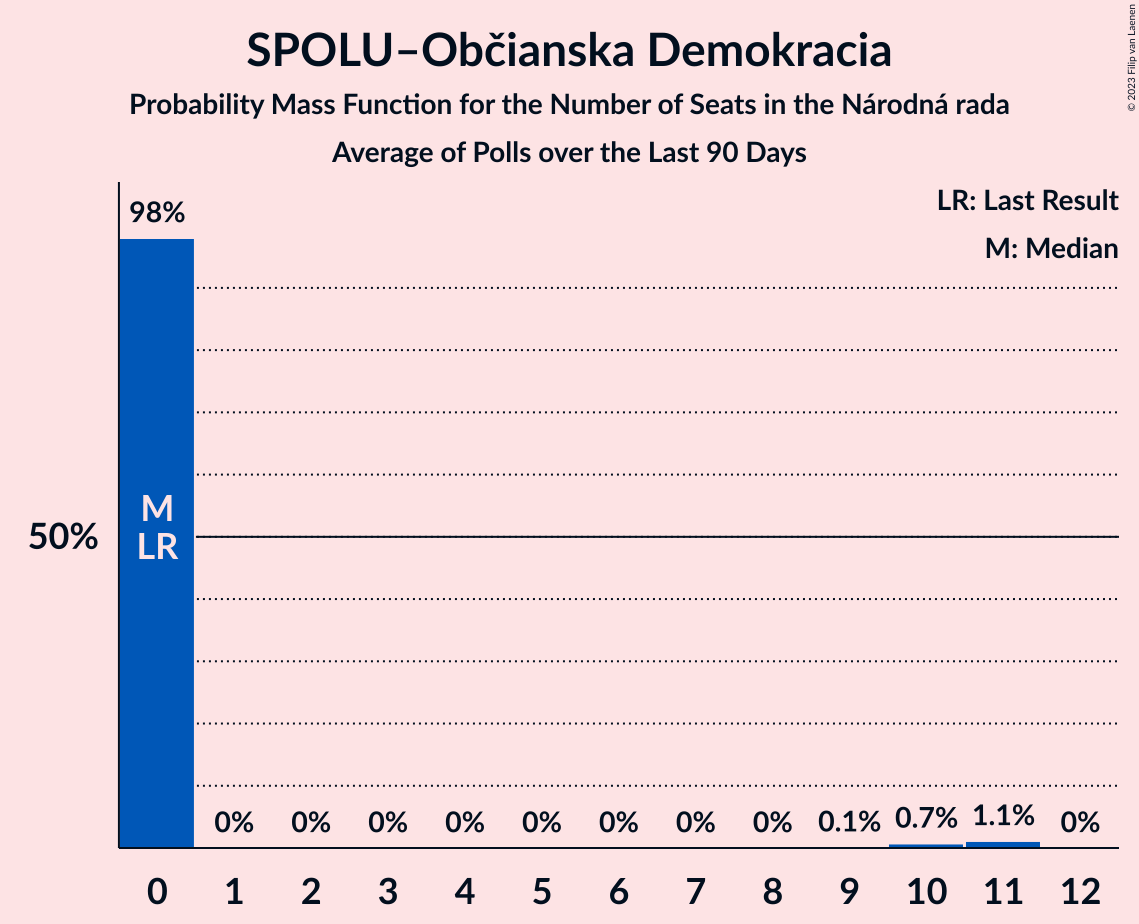 SPOLU–Občianska Demokracia
Probability Mass Function for the Number of Seats in the Národná rada
Average of Polls over the Last 90 Days
© 2023 Filip van Laenen
LR: Last Result
M: Median
98%
M
LR
50%
0% 0% 0% 0% 0% 0% 0% 0% 0.1% 0.7% 1.1% 0%
0 1 2 3 4 5 6 7 8 9 10 11 12